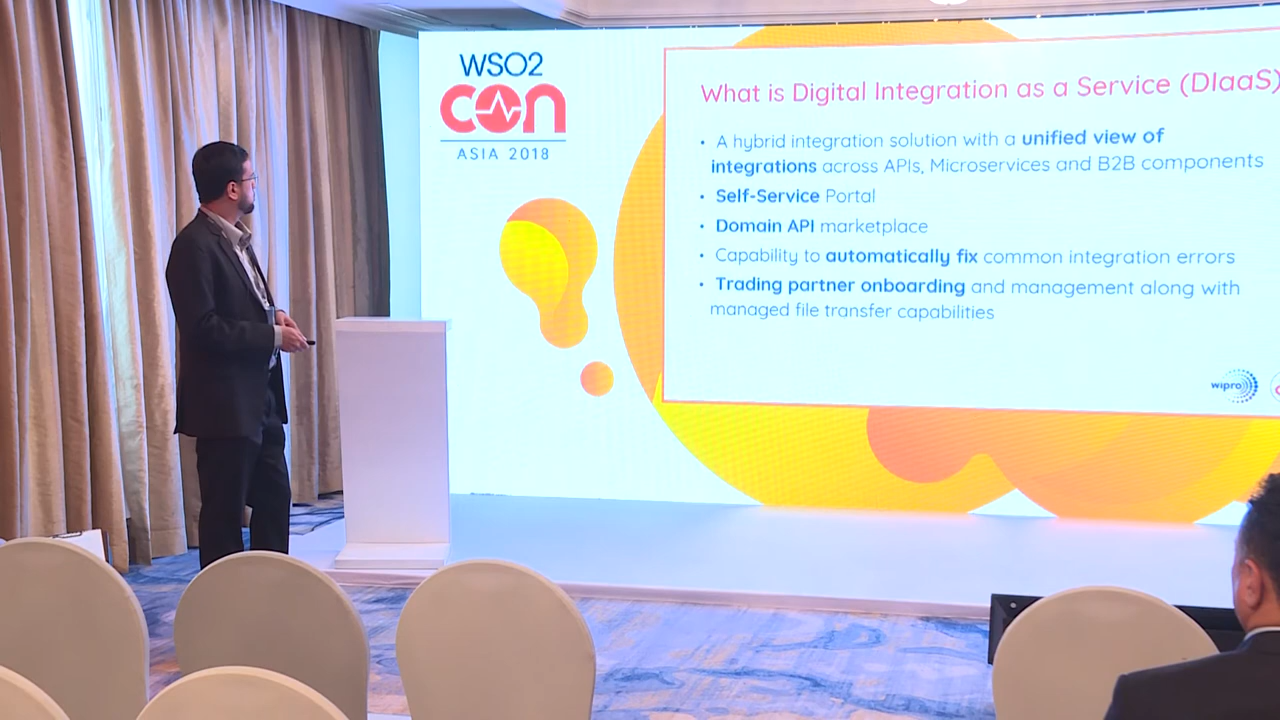 WSO2
con
ASIA 2018
What is Digital Integration as a Service (DIaaS)
• A hybrid integration solution with a unified view of
integrations across APIs, Microservices and B2B components
• Self-Service Portal
• Domain API marketplace
• Capability to automatically fix common integration errors
• Trading partner onboarding and management along with
managed file transfer capabilities
wipro